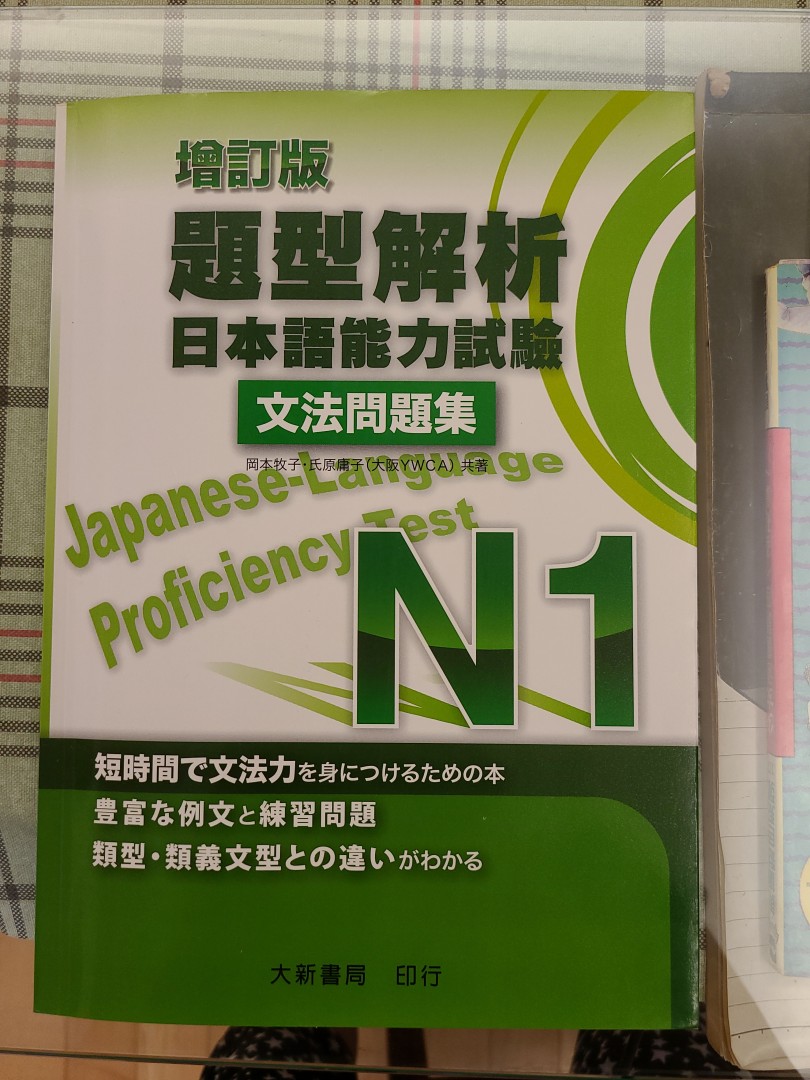 增訂版
題型解析
日本語能力試驗
文法問題集
岡本牧子・氏原庸子(大阪YWCA) 共著
Japanese-Language
Proficiency Test
N1
短時間で文法力を身につけるための本
豊富な例文と練習問題
類型・類義文型との違いがわかる
大新書局 印行